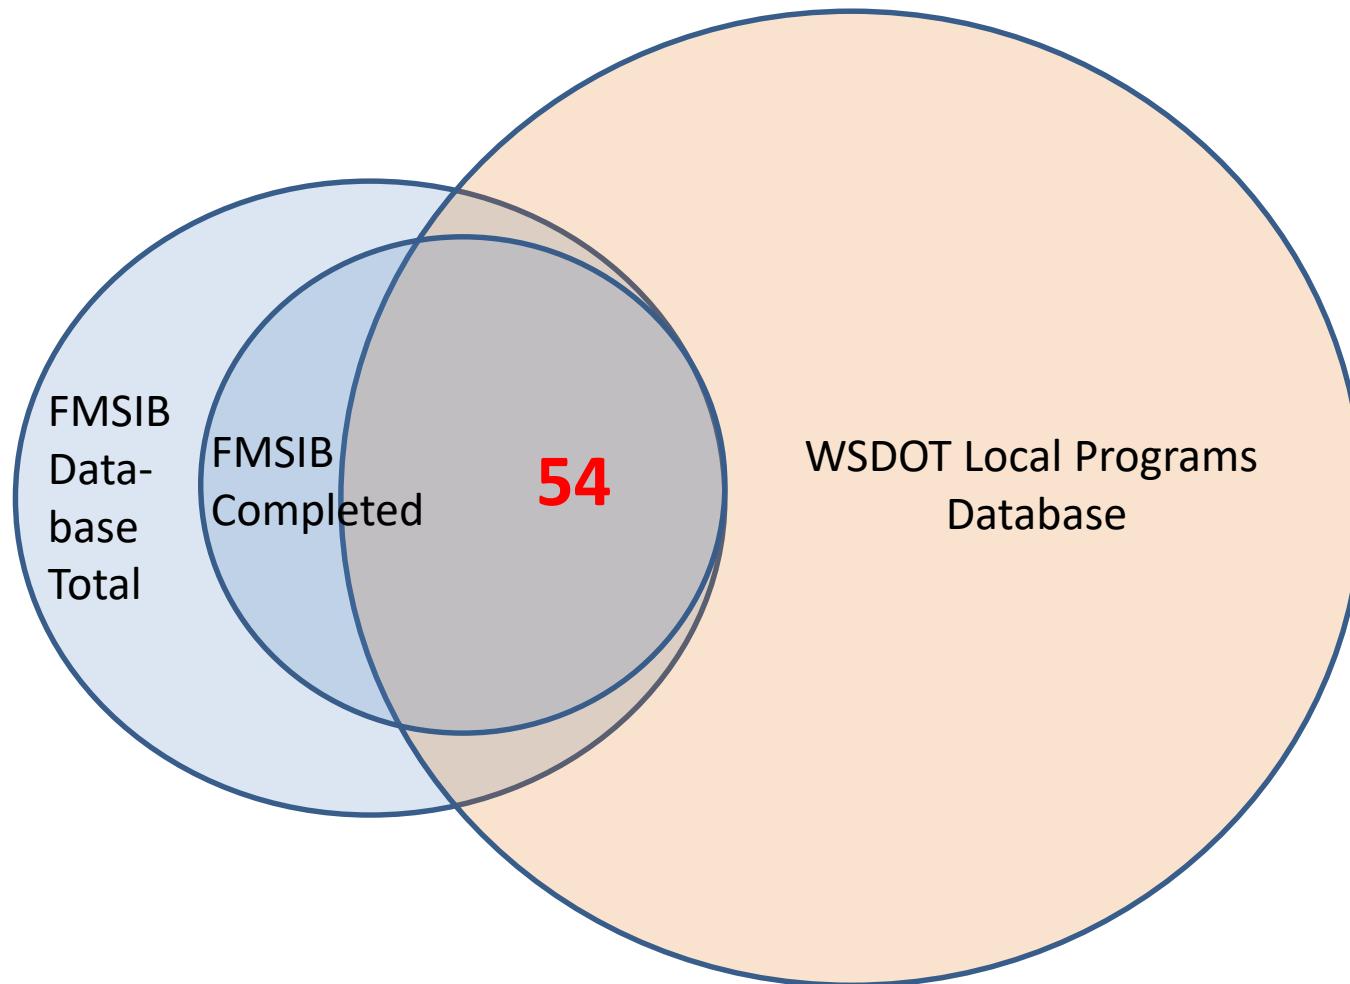 FMSIB
Data-
base
Total
FMSIB
Completed
54
WSDOT Local Programs
Database